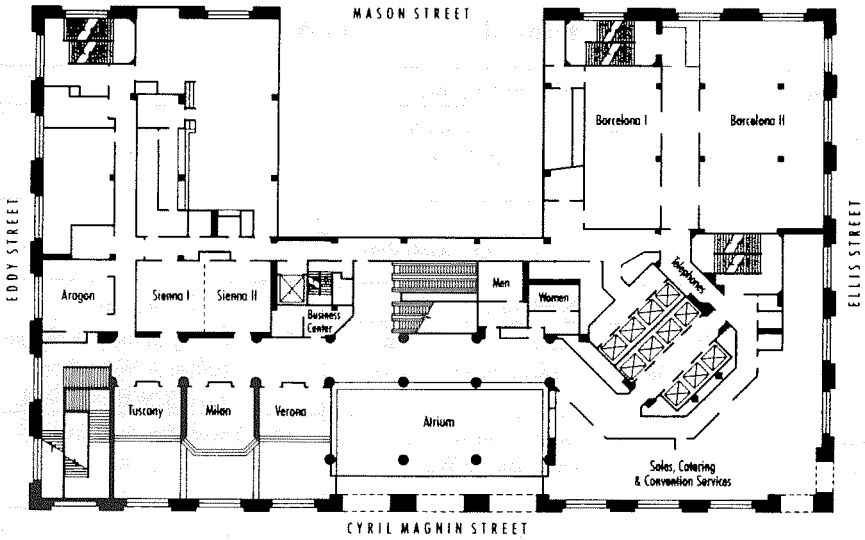 MASON STREET
EDDY STREET
ELLIS STREET
Barcelona I
Barcelona II
Telephones
Aragon
Sienna I
Sienna II
Men
Women
Business
Center
Tuscany
Milan
Verona
Atrium
Sales, Catering
& Convention Services
CYRIL MAGNIN STREET